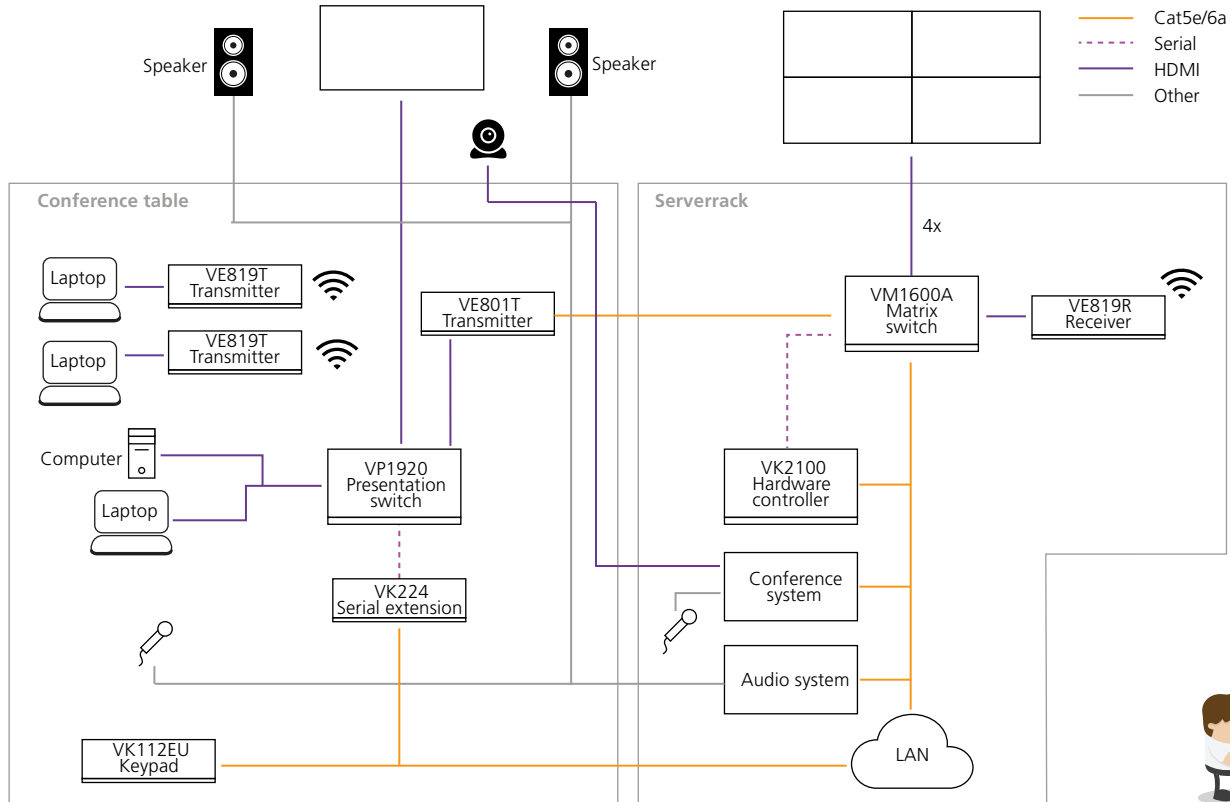 Speaker
Speaker
Cat5e/6a
Serial
HDMI
Other
Conference table
Serverrack
4x
Laptop
VE819T
Transmitter
VE801T
Transmitter
VM1600A
Matrix
switch
VE819R
Receiver
Laptop
VE819T
Transmitter
Computer
VP1920
Presentation
switch
VK2100
Hardware
controller
Laptop
VK224
Serial extension
Conference
system
Audio system
VK112EU
Keypad
LAN